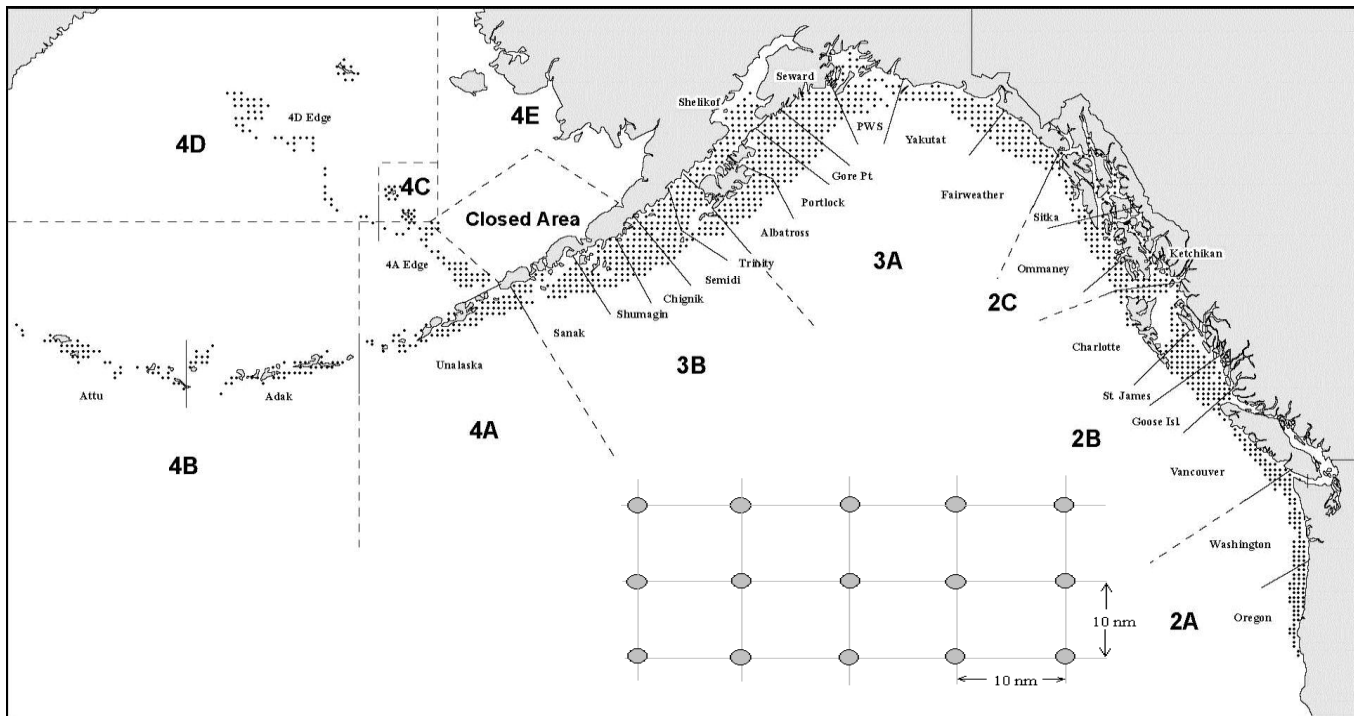 Seward
Shelikof
4E
4D Edge
4D
PWS
Yakutat
Gore Pt.
4C
Fairweather
Portlock
Closed Area
Sitka
Albatross
4A Edge
Trinity
3A
Ketchikan
Semidi
Ommaney
Chignik
2C
Shumagin
Sanak
Charlotte
Unalaska
3B
Attu
Adak
St. James
Goose Isl.
4A
2B
4B
Vancouver
Washington
10 nm
2A
Oregon
10 nm